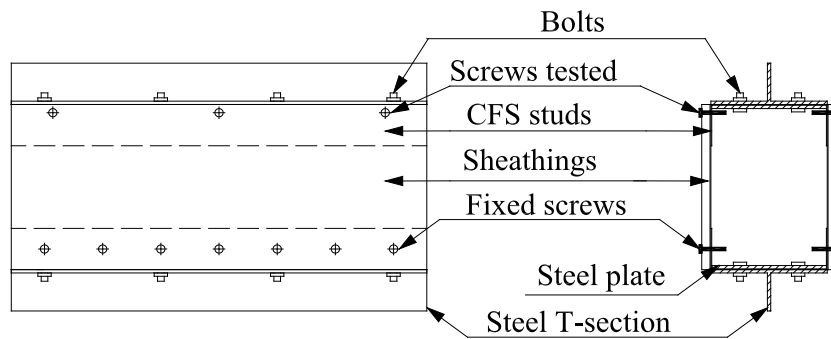 Bolts
Screws tested
CFS studs
Sheathings
Fixed screws
Steel plate
Steel T-section